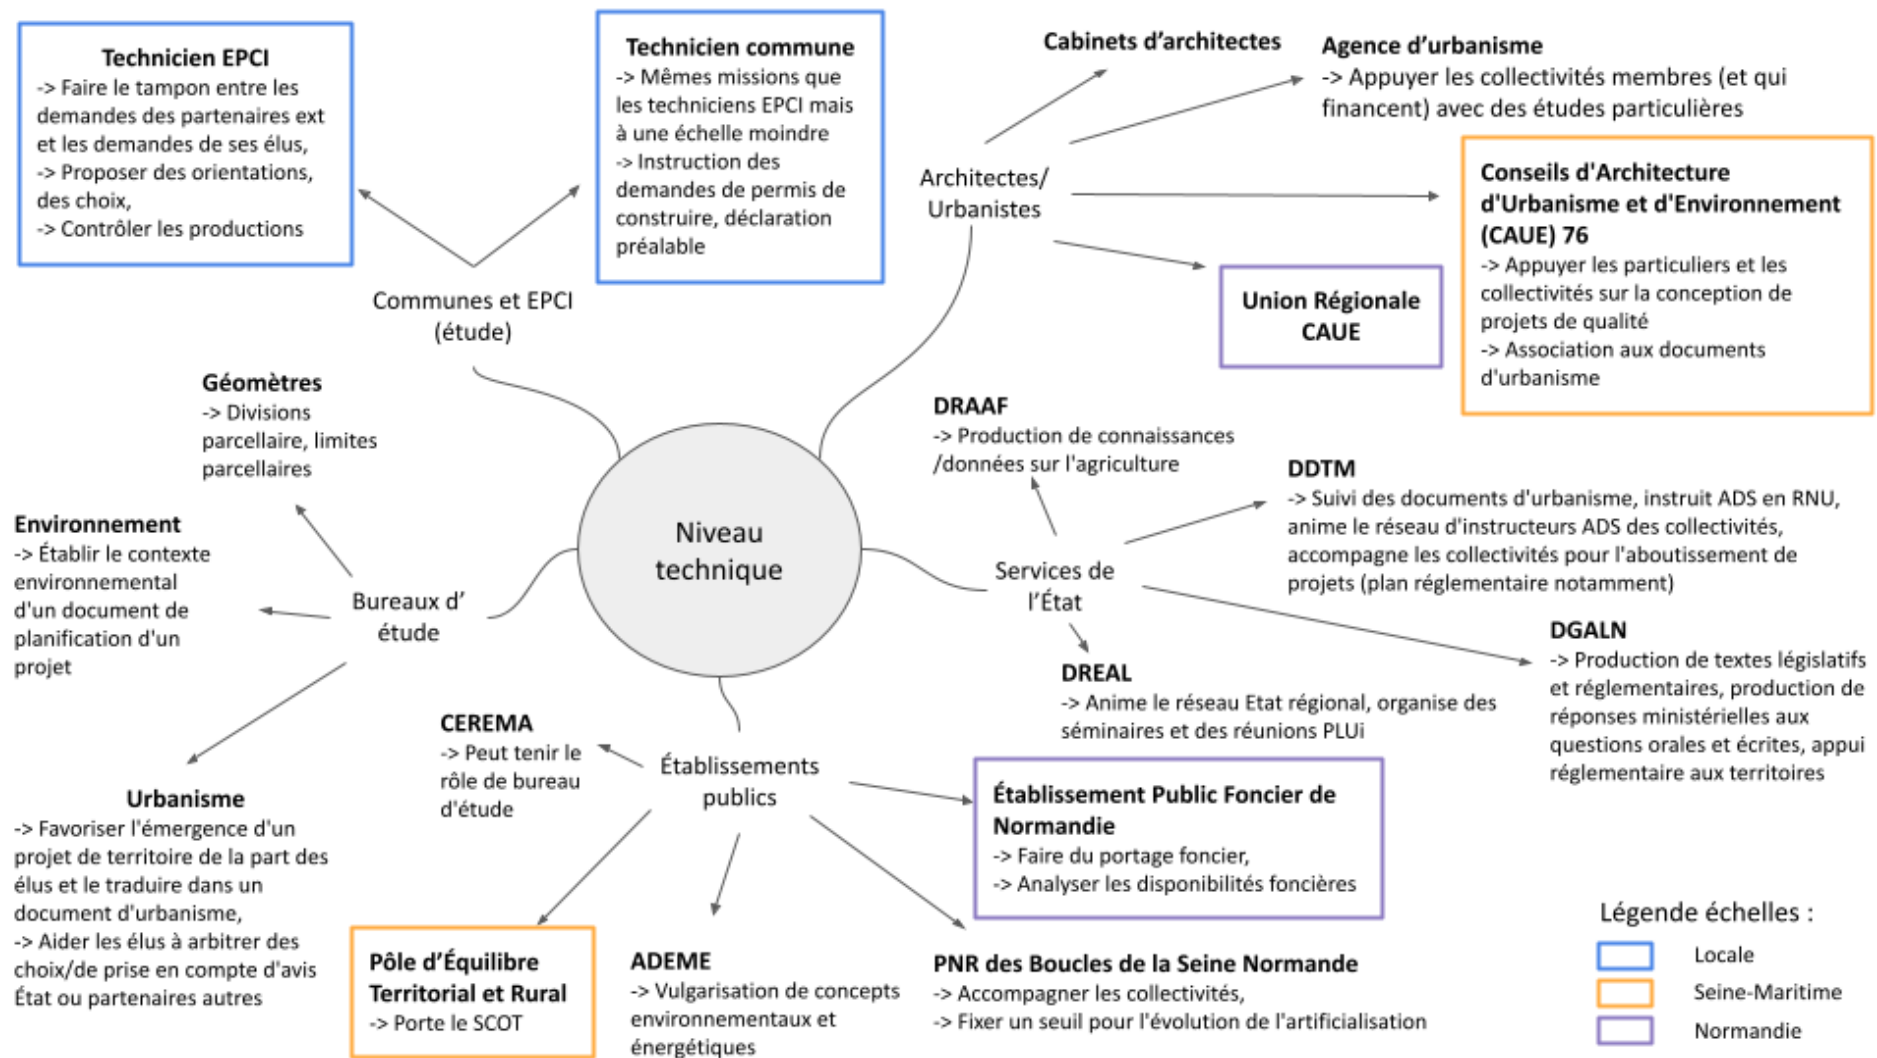 Technicien EPCI
-> Faire le tampon entre les
demandes des partenaires ext
et les demandes de ses élus,
-> Proposer des orientations,
des choix,
-> Contrôler les productions
Technicien commune
-> Mêmes missions que
les techniciens EPCI mais
à une échelle moindre
-> Instruction des
demandes de permis de
construire, déclaration
préalable
Communes et EPCI
(étude)
Cabinets d’architectes
Agence d’urbanisme
-> Appuyer les collectivités membres (et qui
financent) avec des études particulières
Architectes/
Urbanistes
Conseils d'Architecture
d'Urbanisme et d'Environnement
(CAUE) 76
-> Appuyer les particuliers et les
collectivités sur la conception de
projets de qualité
-> Association aux documents
d'urbanisme
Union Régionale
CAUE
Géomètres
-> Divisions
parcellaire, limites
parcellaires
Environnement
-> Établir le contexte
environnemental
d'un document de
planification d'un
projet
Bureaux d’
étude
Urbanisme
-> Favoriser l'émergence d'un
projet de territoire de la part des
élus et le traduire dans un
document d'urbanisme,
-> Aider les élus à arbitrer des
choix/de prise en compte d'avis
État ou partenaires autres
Niveau
technique
DRAAF
-> Production de connaissances
/données sur l'agriculture
DDTM
-> Suivi des documents d'urbanisme, instruit ADS en RNU,
anime le réseau d'instructeurs ADS des collectivités,
accompagne les collectivités pour l'aboutissement de
projets (plan réglementaire notamment)
Services de
l’État
DREAL
-> Anime le réseau Etat régional, organise des
séminaires et des réunions PLUi
DGALN
-> Production de textes législatifs
et réglementaires, production de
réponses ministérielles aux
questions orales et écrites, appui
réglementaire aux territoires
CEREMA
-> Peut tenir le
rôle de bureau
d'étude
Établissements
publics
Établissement Public Foncier de
Normandie
-> Faire du portage foncier,
-> Analyser les disponibilités foncières
Pôle d’Équilibre
Territorial et Rural
-> Porte le SCOT
ADEME
-> Vulgarisation de concepts
environnementaux et
énergétiques
PNR des Boucles de la Seine Normande
-> Accompagner les collectivités,
-> Fixer un seuil pour l'évolution de l'artificialisation
Légende échelles :
Locale
Seine-Maritime
Normandie